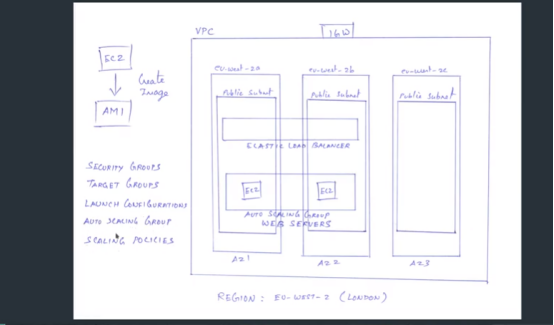 VPC
IGW
EC2
Create
Image
AMI
EU-West-2A
EU-West-2b
EU-West-2c
Public Subnet
Public Subnet
Public Subnet
ELASTIC LOAD BALANCER
EC2
EC2
AUTO SCALING GROUP
WEB SERVERS
SECURITY GROUPS
TARGET GROUPS
LAUNCH CONFIGURATIONS
AUTO SCALING GROUP
SCALING POLICIES
AZ1
AZ2
AZ3
REGION : EU-WEST-2 (LONDON)